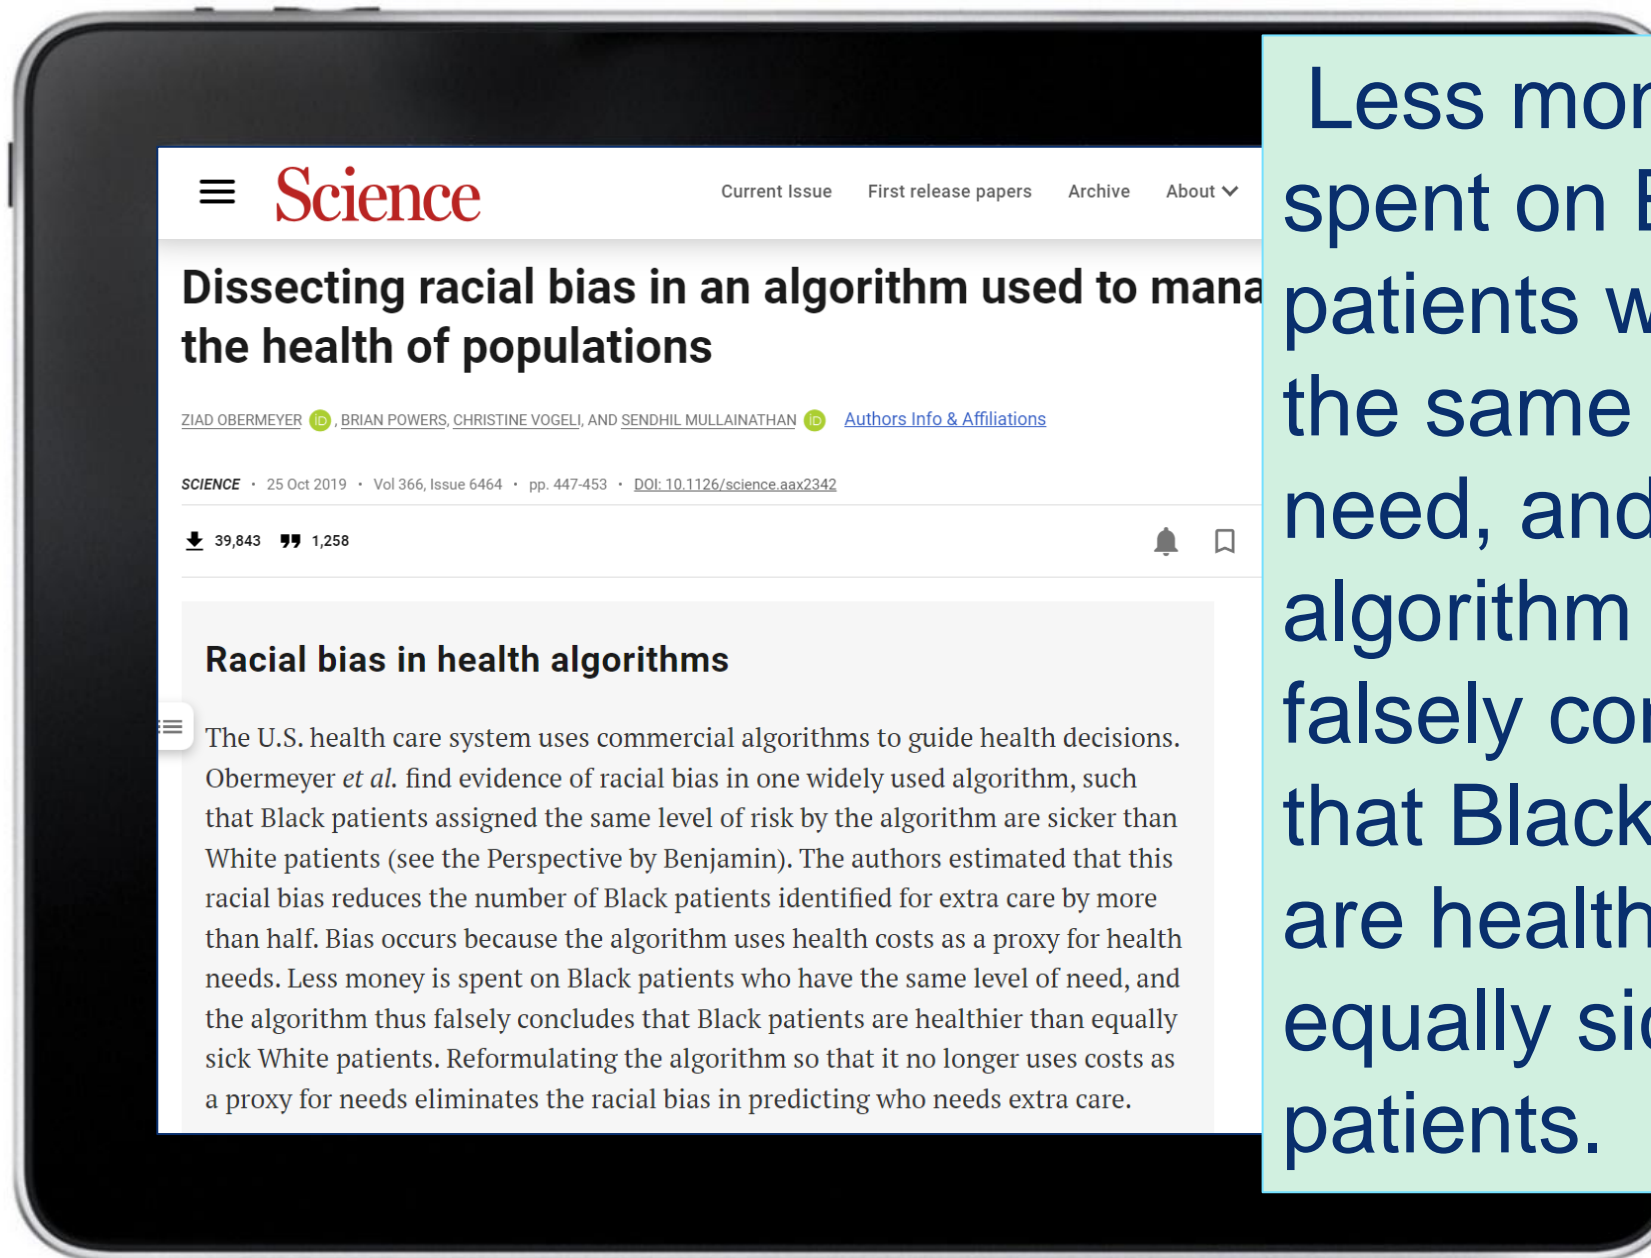 Science
Current Issue First release papers Archive About
Dissecting racial bias in an algorithm used to
the health of populations
ZIAD OBERMEYER iD, BRIAN POWERS, CHRISTINE VOGELI, AND SENDHIL MULLAINATHAN iD Authors Info & Affiliations
SCIENCE • 25 Oct 2019 • Vol 366, Issue 6464 • pp. 447-453 • DOI: 10.1126/science.aax2342
39,843 1,258
Racial bias in health algorithms
The U.S. health care system uses commercial algorithms to guide health decisions.
Obermeyer et al. find evidence of racial bias in one widely used algorithm, such
that Black patients assigned the same level of risk by the algorithm are sicker than
White patients (see the Perspective by Benjamin). The authors estimated that this
racial bias reduces the number of Black patients identified for extra care by more
than half. Bias occurs because the algorithm uses health costs as a proxy for health
needs. Less money is spent on Black patients who have the same level of need, and
the algorithm thus falsely concludes that Black patients are healthier than equally
sick White patients. Reformulating the algorithm so that it no longer uses costs as
a proxy for needs eliminates the racial bias in predicting who needs extra care.
Less
spent on
patients
the same
need, and
algorithm
falsely
that Black
are
equally
patients.